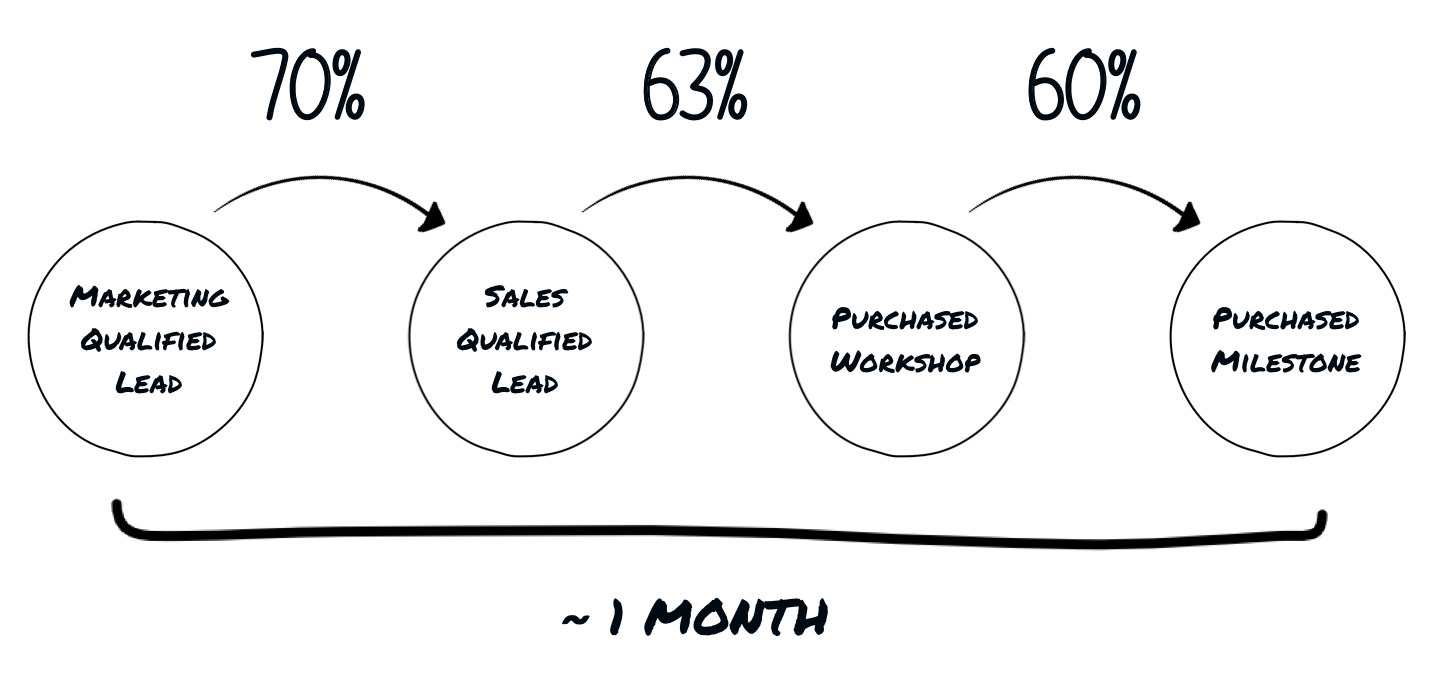 70%
63%
60%
Marketing
Qualified
Lead
Sales
Qualified
Lead
Purchased
Workshop
Purchased
Milestone
~ 1 month